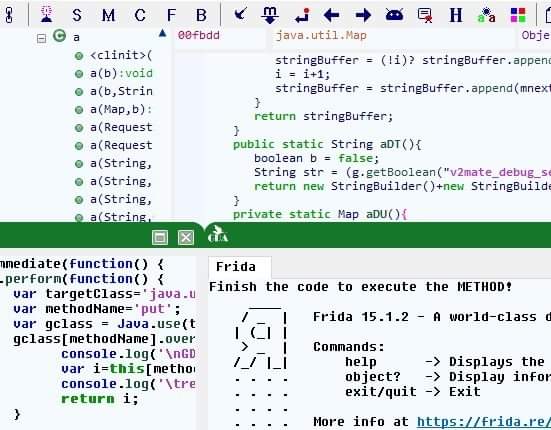 S M C F B H a a
a
<clinit>(
a(b):void
a(b,Strin
a(Map,b):
a(Request
a(Request
a(String,
a(String,
a(String,
a(String,
00fbdd java.util.Map Obje
stringBuffer = (!i)? stringBuffer.append
i = i+1;
stringBuffer = stringBuffer.append(mnext
}
return stringBuffer;
}
public static String aDT(){
boolean b = false;
String str = (g.getBoolean("v2mate_debug_se
return new StringBuilder()+new StringBuilde
private static Map aDU(){
GDA
mmediate(function() {
.perform(function() {
var targetClass='java.u
var methodName='put';
var gclass = Java.use(t
gclass[methodName].over
console.log('\nGD
var i=this[metho
console.log('\tre
return i;
}
Frida
Finish the code to execute the METHOD!
____
/ _ | Frida 15.1.2 - A world-class d
| (_| |
> _ | Commands:
/_/ |_| help -> Displays the
. . . . object? -> Display infor
. . . . exit/quit -> Exit
. . . .
. . . . More info at https://frida.re/